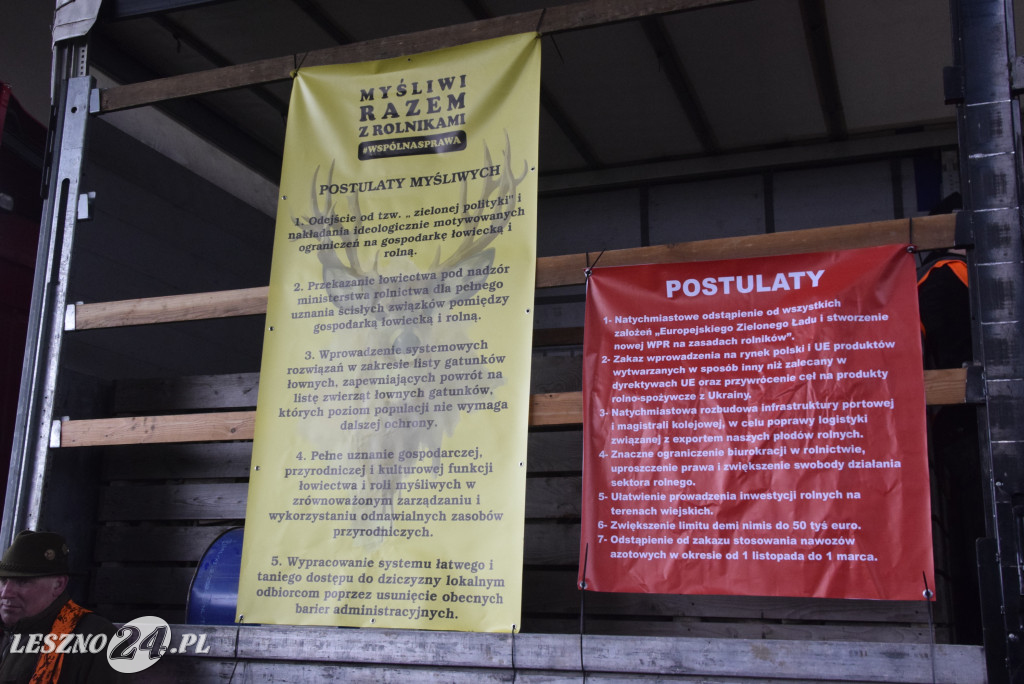 MYŚLIWI
RAZEM
Z ROLNIKAMI
#WSPÓLNASPRAWA
POSTULATY MYŚLIWYCH
1. Odejście od tzw. „ zielonej polityki" i
nakładania ideologicznie motywowanych
ograniczeń na gospodarkę łowiecką i
rolną.
2. Przekazanie łowiectwa pod nadzór
ministerstwa rolnictwa dla pełnego
uznania ścisłych związków pomiędzy
gospodarką łowiecką i rolną.
3. Wprowadzenie systemowych
rozwiązań w zakresie listy gatunków
łownych, zapewniających powrót na
listę zwierząt łownych gatunków,
których poziom populacji nie wymaga
dalszej ochrony.
4. Pełne uznanie gospodarczej,
przyrodniczej i kulturowej funkcji
łowiectwa i roli myśliwych w
zrównoważonym zarządzaniu i
wykorzystaniu odnawialnych zasobów
przyrodniczych.
5. Wypracowanie systemu łatwego i
taniego dostępu do dziczyzny lokalnym
odbiorcom poprzez usunięcie obecnych
barier administracyjnych.
POSTULATY
1- Natychmiastowe odstąpienie od wszystkich
założeń „Europejskiego Zielonego Ładu i stworzenie
nowej WPR na zasadach rolników”.
2- Zakaz wprowadzenia na rynek polski i UE produktów
wytwarzanych w sposób inny niż zalecany w
dyrektywach UE oraz przywrócenie ceł na produkty
rolno-spożywcze z Ukrainy.
3- Natychmiastowa rozbudowa infrastruktury portowej
i magistrali kolejowej, w celu poprawy logistyki
związanej z exportem naszych płodów rolnych.
4- Znaczne ograniczenie biurokracji w rolnictwie,
uproszczenie prawa i zwiększenie swobody działania
sektora rolnego.
5- Ułatwienie prowadzenia inwestycji rolnych na
terenach wiejskich.
6- Zwiększenie limitu demi nimis do 50 tyś euro.
7- Odstąpienie od zakazu stosowania nawozów
azotowych w okresie od 1 listopada do 1 marca.
LESZNO24.PL